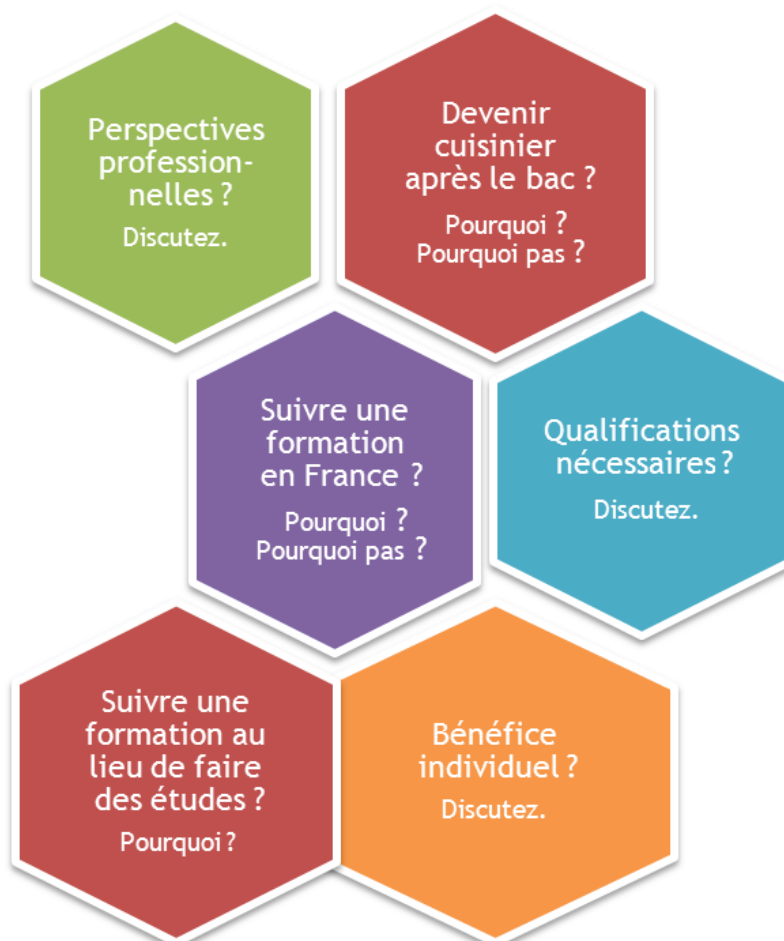 Perspectives
profession-
nelles ?
Discutez.
Devenir
cuisinier
après le bac ?
Pourquoi ?
Pourquoi pas ?
Suivre une
formation
en France ?
Pourquoi ?
Pourquoi pas ?
Qualifications
nécessaires ?
Discutez.
Suivre une
formation au
lieu de faire
des études ?
Pourquoi ?
Bénéfice
individuel ?
Discutez.